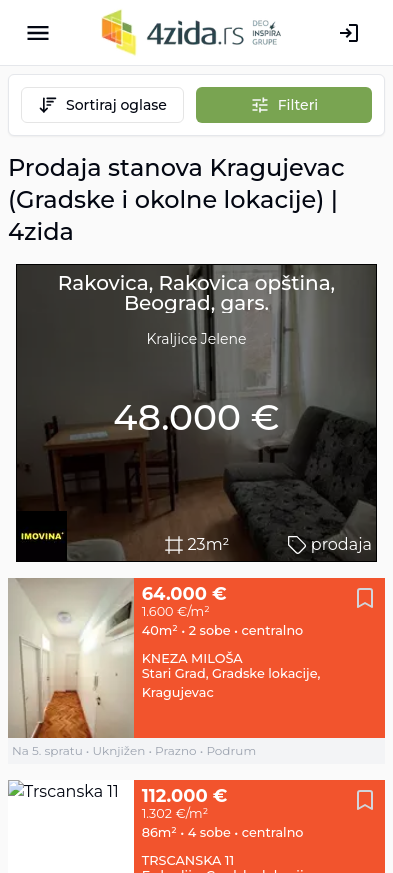 4zida.rs
DEO
INSPIRA
GRUPE
Sortiraj oglase
Filteri
Prodaja stanova Kragujevac
(Gradske i okolne lokacije) |
4zida
Rakovica, Rakovica opština,
Beograd, gars.
Kraljice Jelene
48.000 €
IMOVINA
23m²
prodaja
64.000 €
1.600 €/m²
40m² • 2 sobe • centralno
KNEZA MILOŠA
Stari Grad, Gradske lokacije,
Kragujevac
Na 5. spratu • Uknjižen • Prazno • Podrum
Trscanska 11
112.000 €
1.302 €/m²
86m² • 4 sobe • centralno
TRSCANSKA 11